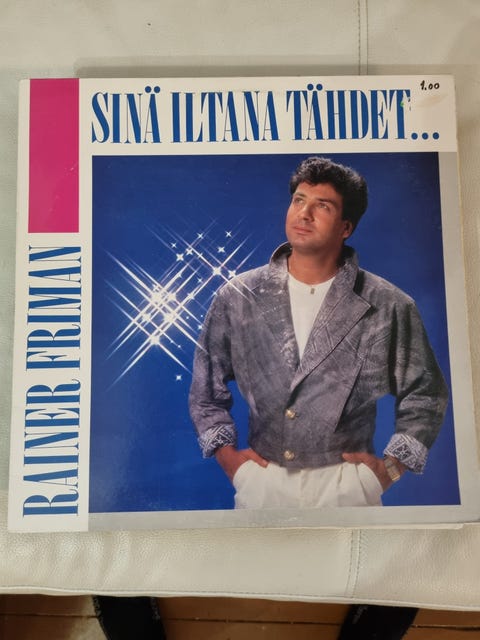 1.00
SINÄ ILTANA TÄHDET...
RAINER FRIMAN